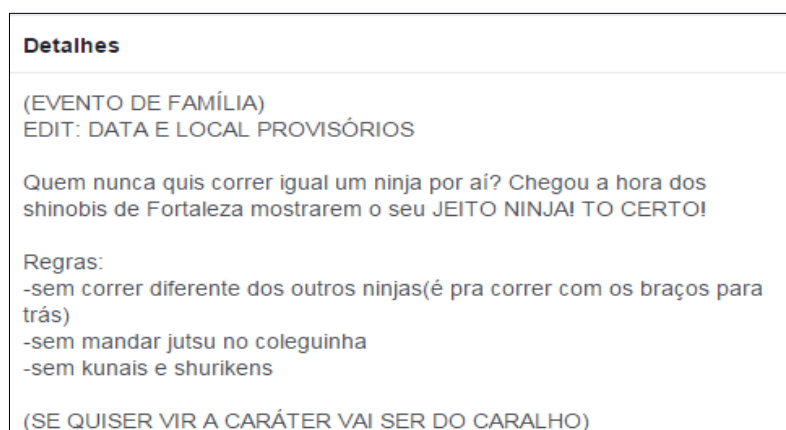 Detalhes
(EVENTO DE FAMÍLIA)
EDIT: DATA E LOCAL PROVISÓRIOS
Quem nunca quis correr igual um ninja por aí? Chegou a hora dos
shinobis de Fortaleza mostrarem o seu JEITO NINJA! TO CERTO!
Regras:
-sem correr diferente dos outros ninjas(é pra correr com os braços para
trás)
-sem mandar jutsu no coleguinha
-sem kunais e shurikens
(SE QUISER VIR A CARÁTER VAI SER DO CARALHO)